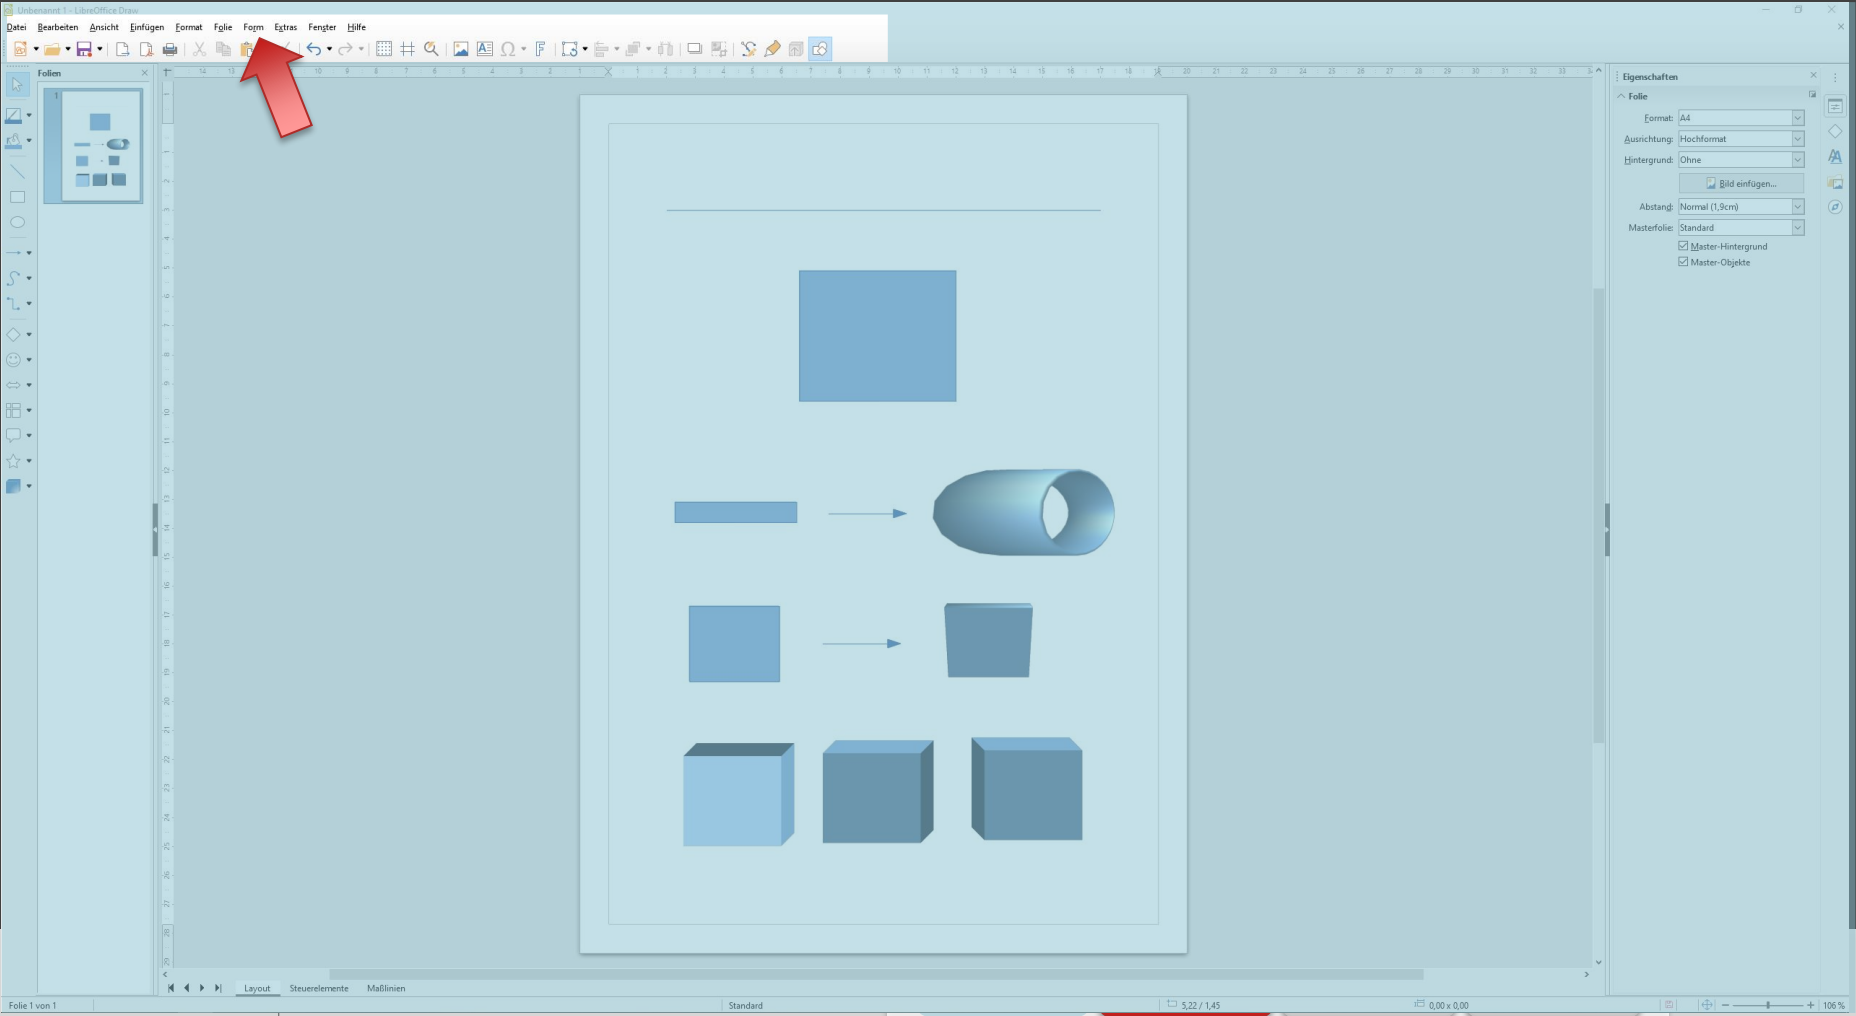 Unbenannt 1 - LibreOffice Draw
Datei Bearbeiten Ansicht Einfügen Format Folie Form Extras Fenster Hilfe
Folien
1
Eigenschaften
Folie
Format: A4
Ausrichtung: Hochformat
Hintergrund: Ohne
Bild einfügen...
Abstand: Normal (1,9cm)
Masterfolie: Standard
Master-Hintergrund
Master-Objekte
Layout Steuerelemente Maßlinien
Folie 1 von 1 Standard 5,22 / 1,45 0,00 x 0,00 106 %